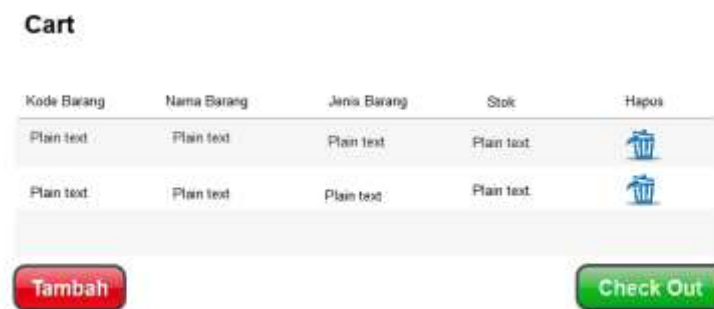 Cart
Kode Barang Nama Barang Jenis Barang Stok Hapus
Plain text Plain text Plain text Plain text
Plain text Plain text Plain text Plain text
Tambah Check Out